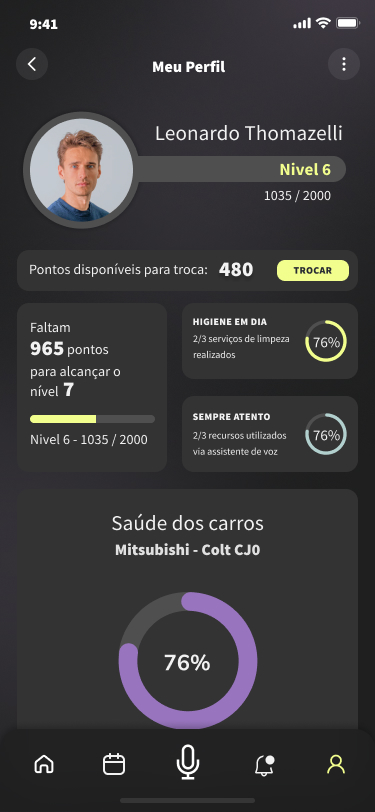 9:41
Meu Perfil
Leonardo Thomazelli
Nivel 6
1035 / 2000
Pontos disponíveis para troca: 480 TROCAR
Faltam
965 pontos
para alcançar o
nível 7
Nivel 6 - 1035 / 2000
HIGIENE EM DIA
2/3 serviços de limpeza
realizados
76%
SEMPRE ATENTO
2/3 recursos utilizados
via assistente de voz
76%
Saúde dos carros
Mitsubishi - Colt CJ0
76%